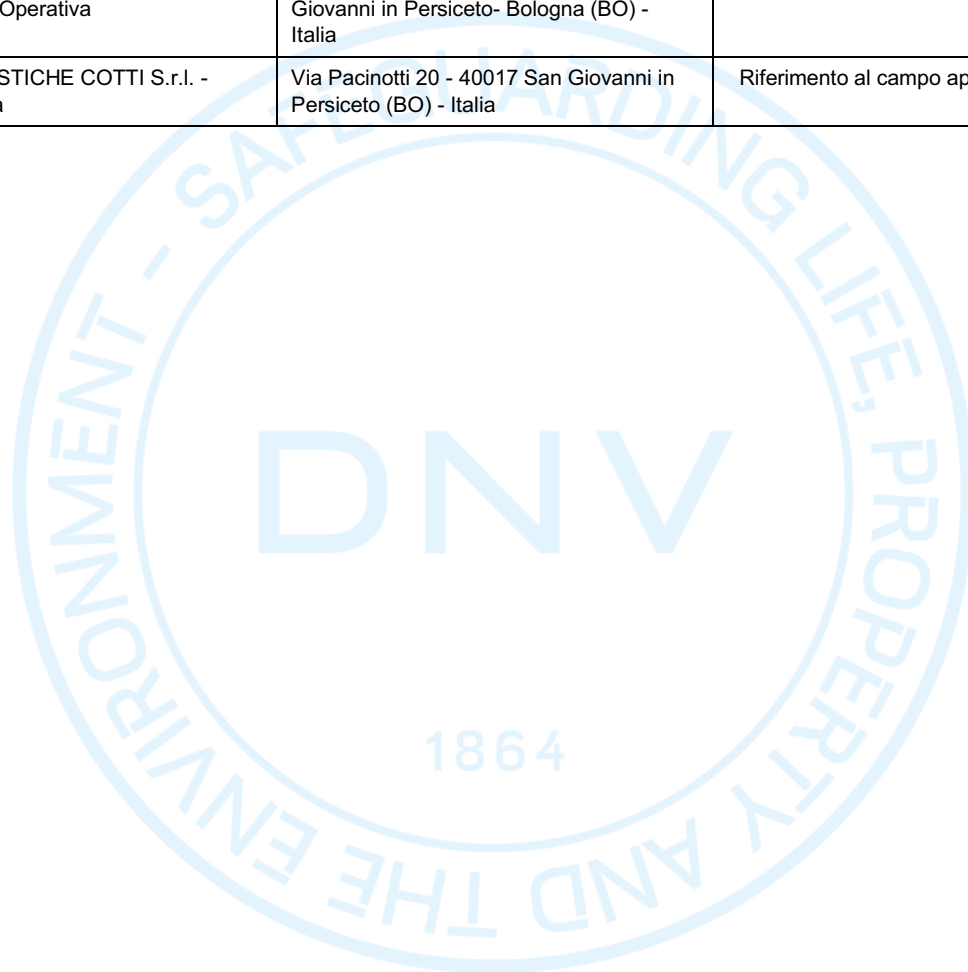 Operativa
Giovanni in Persiceto- Bologna (BO) -
Italia
STICHE COTTI S.r.l. -
a
Via Pacinotti 20 - 40017 San Giovanni in
Persiceto (BO) - Italia
Riferimento al campo ap
SAFEGUARDING LIFE, PROPERTY AND THE ENVIRONMENT -
DNV
1864